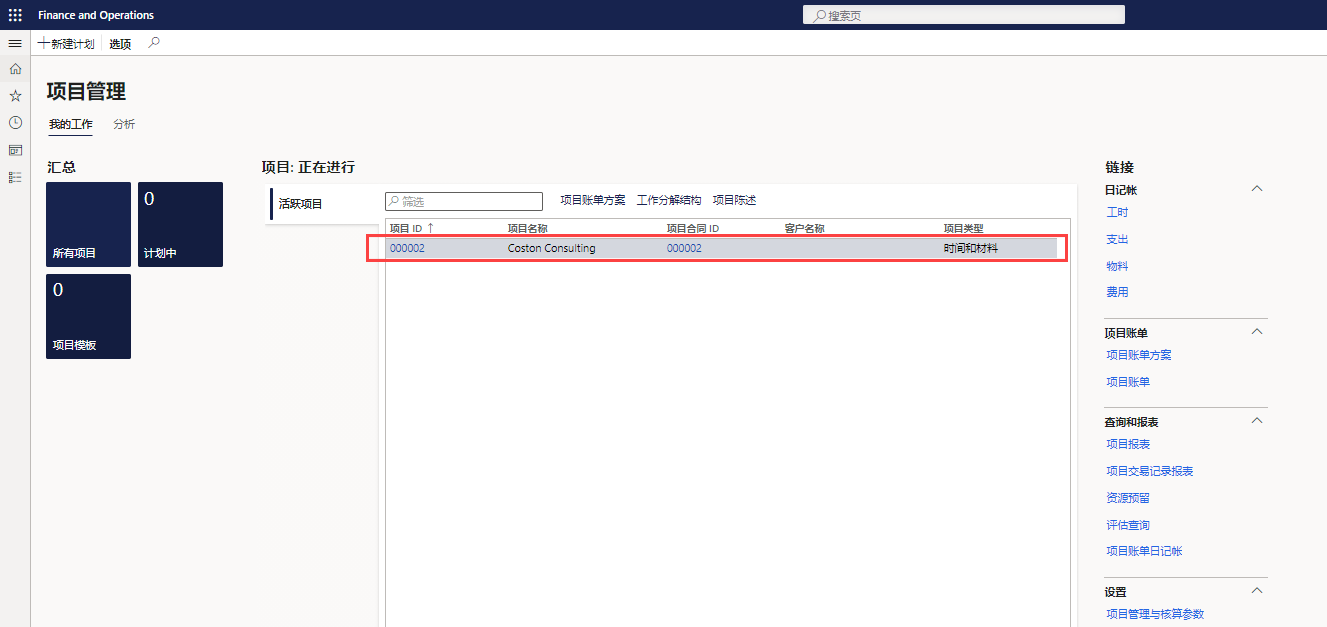 Finance and Operations
搜索页
新建计划 选项
项目管理
我的工作 分析
汇总
所有项目
0
计划中
0
项目模板
项目: 正在进行
活跃项目
筛选
项目账单方案 工作分解结构 项目陈述
项目 ID ↑ 项目名称 项目合同 ID 客户名称 项目类型
000002 Coston Consulting 000002 时间和材料
链接
日记帐
工时
支出
物料
费用
项目账单
项目账单方案
项目账单
查询和报表
项目报表
项目交易记录报表
资源预留
评估查询
项目账单日记帐
设置
项目管理与核算参数